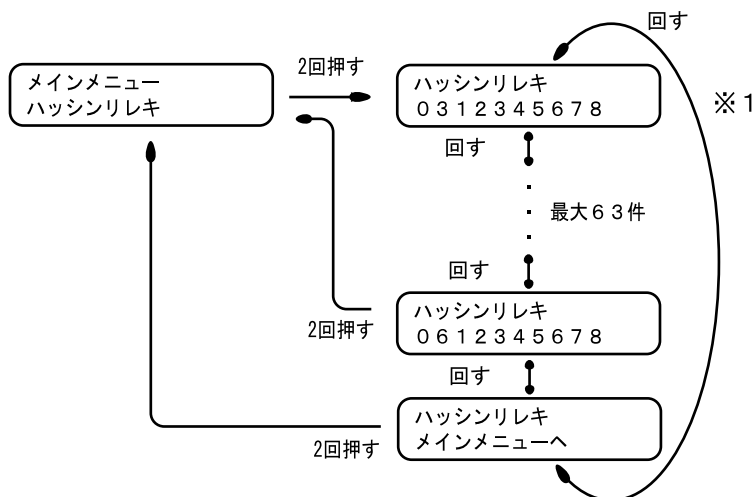 回す
2回押す
メインメニュー
ハッシンリレキ
ハッシンリレキ
０３１２３４５６７８
※１
回す
最大６３件
回す
ハッシンリレキ
０６１２３４５６７８
2回押す
回す
ハッシンリレキ
メインメニューヘ
2回押す